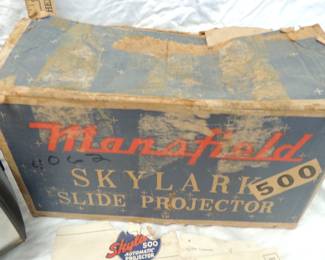 Mansfield
4062
SKYLARK 500
SLIDE PROJECTOR
Skylark 500
AUTOMATIC
PROJECTOR